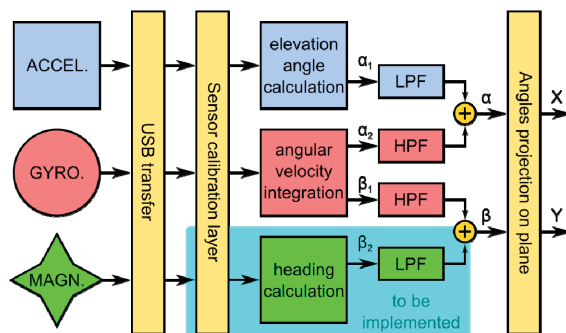 ACCEL.
GYRO.
MAGN.
USB transfer
Sensor calibration layer
elevation
angle
calculation
angular
velocity
integration
heading
calculation
α₁
LPF
α₂
HPF
β₁
HPF
β₂
LPF
to be
implemented
+
α
+
β
Angles projection on plane
X
Y